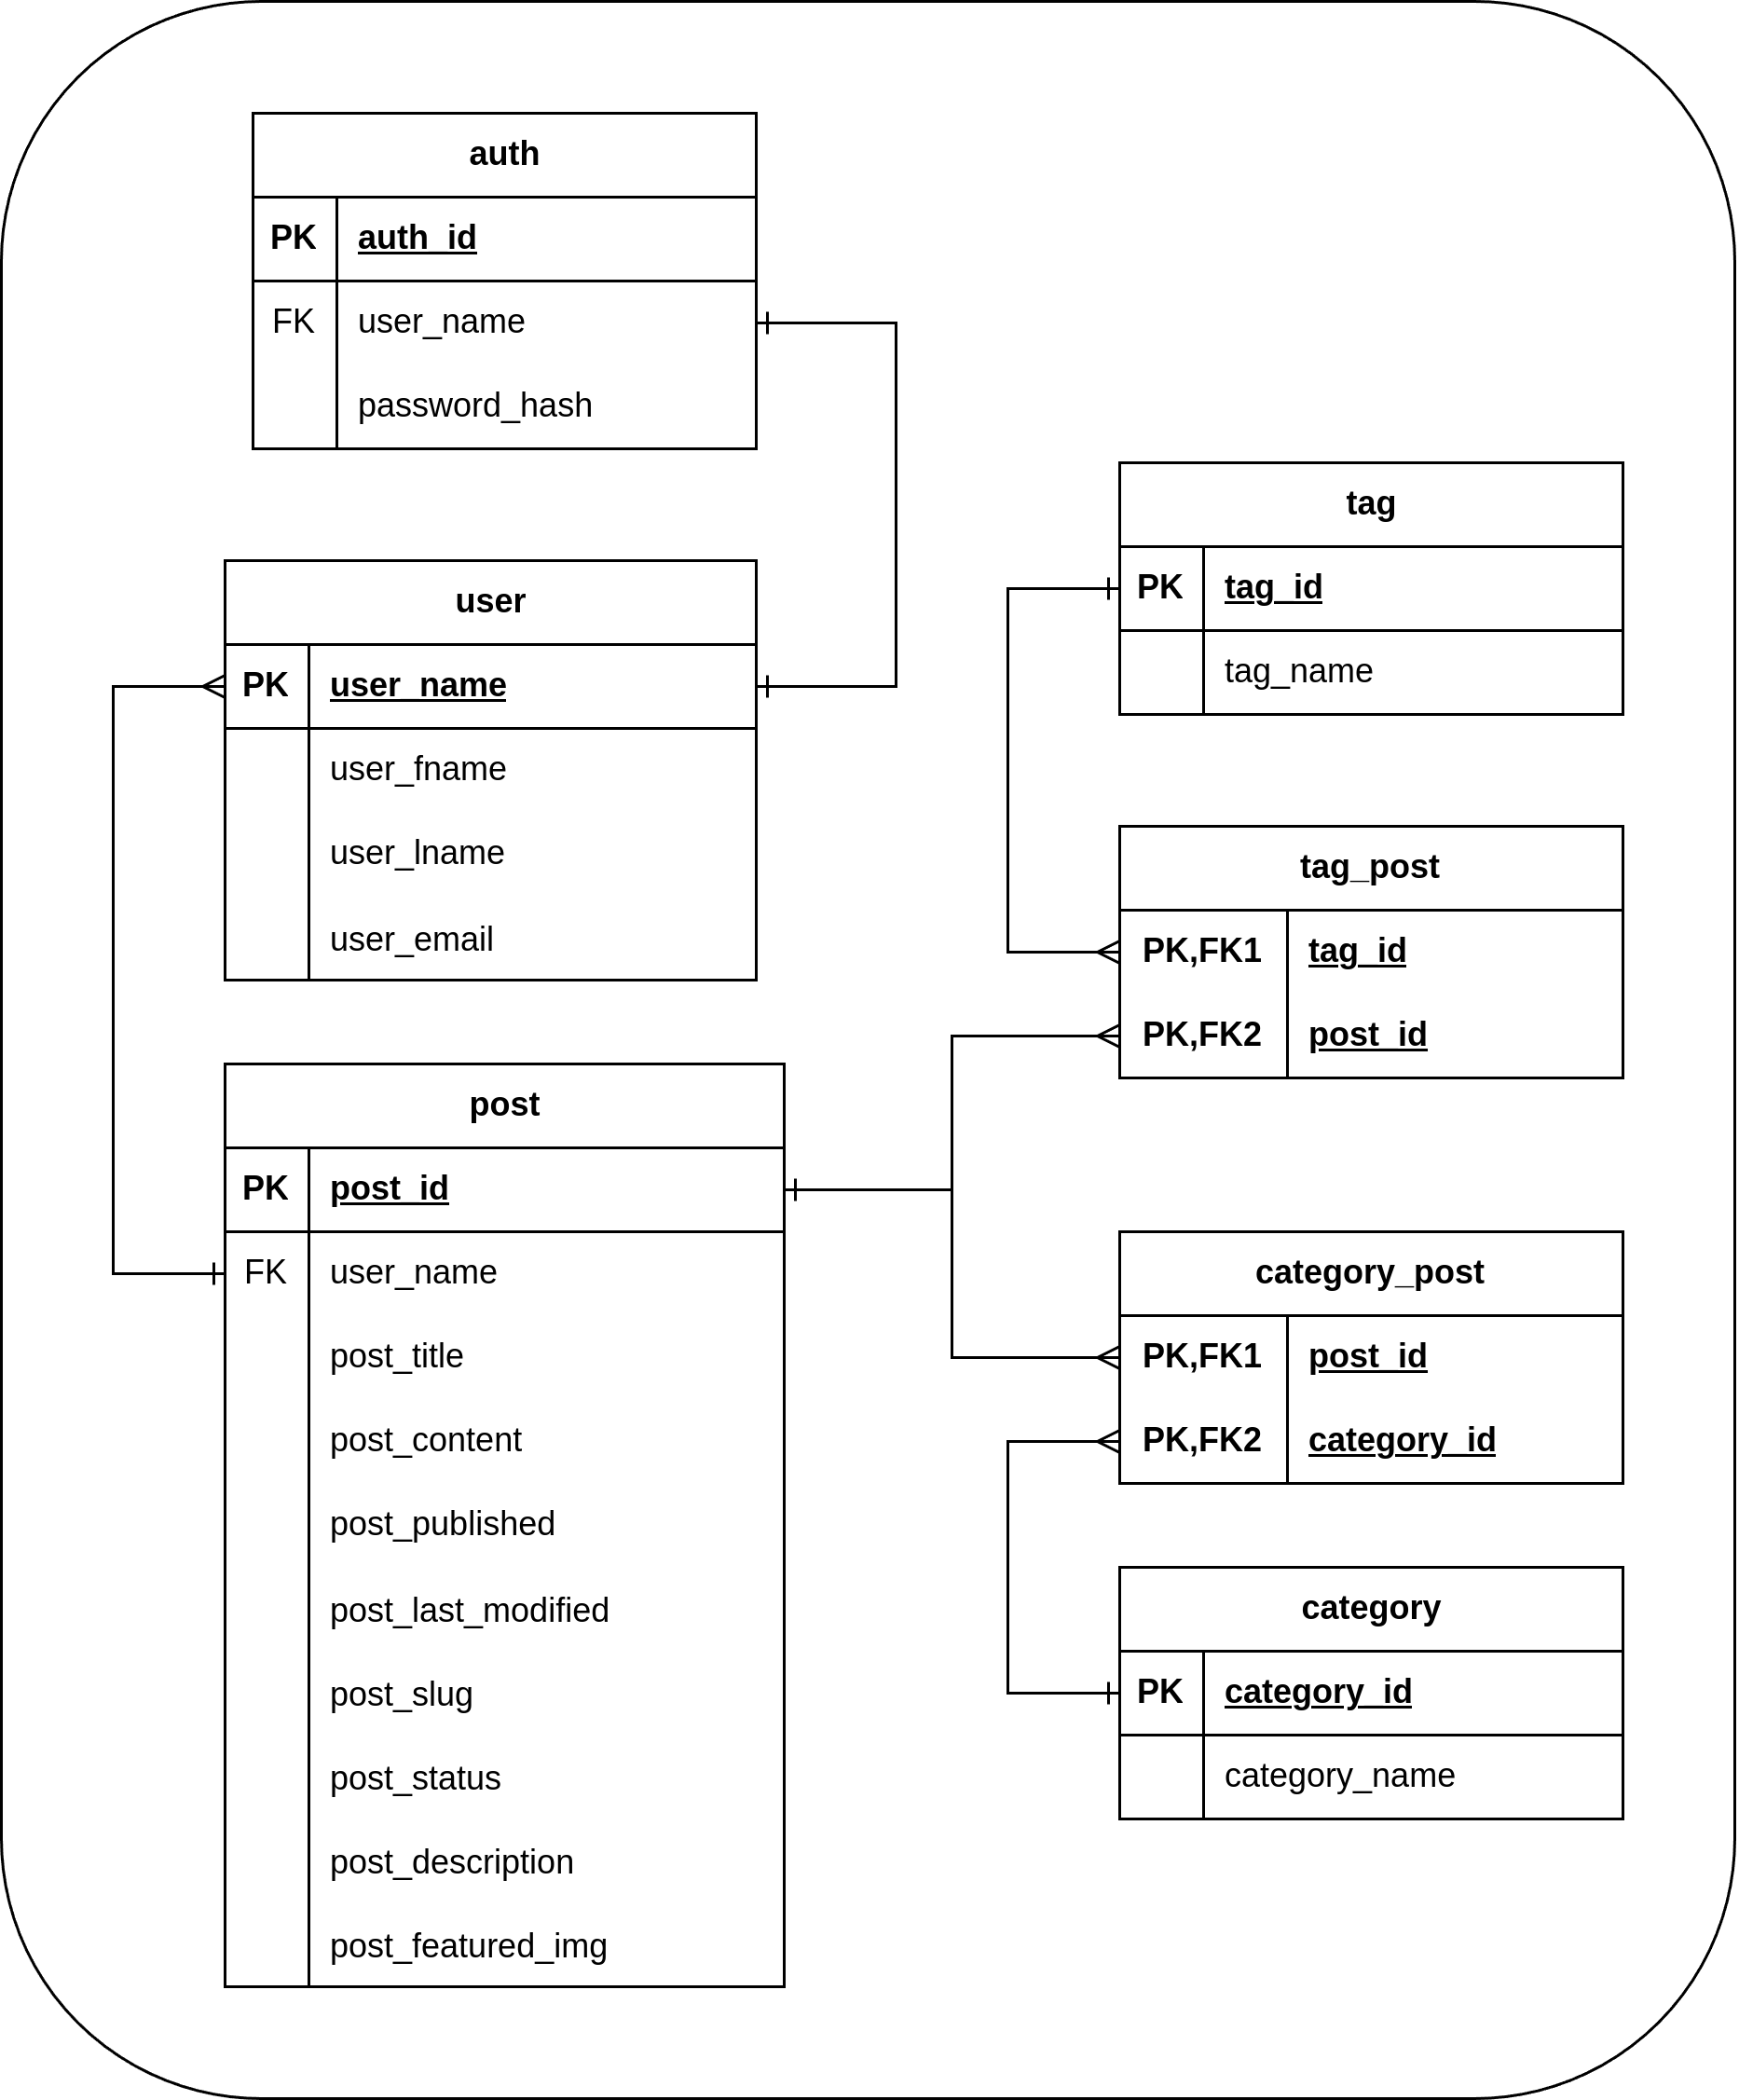 auth
PK auth_id
FK user_name
password_hash
user
PK user_name
user_fname
user_lname
user_email
post
PK post_id
FK user_name
post_title
post_content
post_published
post_last_modified
post_slug
post_status
post_description
post_featured_img
tag
PK tag_id
tag_name
tag_post
PK,FK1 tag_id
PK,FK2 post_id
category_post
PK,FK1 post_id
PK,FK2 category_id
category
PK category_id
category_name